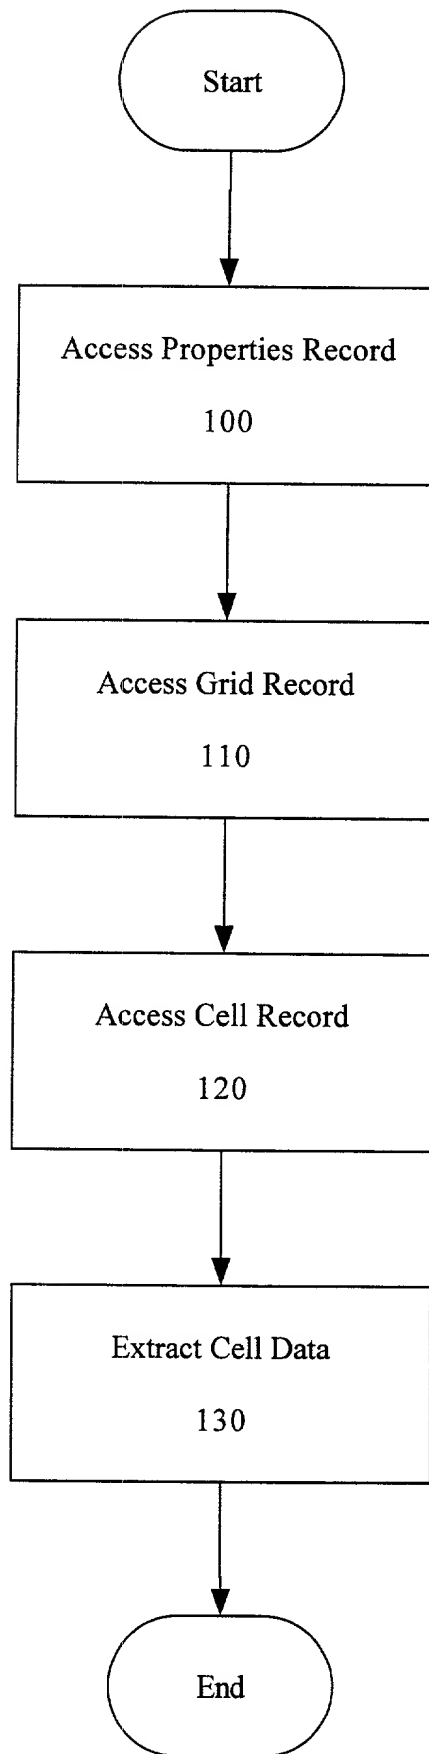 Start
Access Properties Record
100
Access Grid Record
110
Access Cell Record
120
Extract Cell Data
130
End